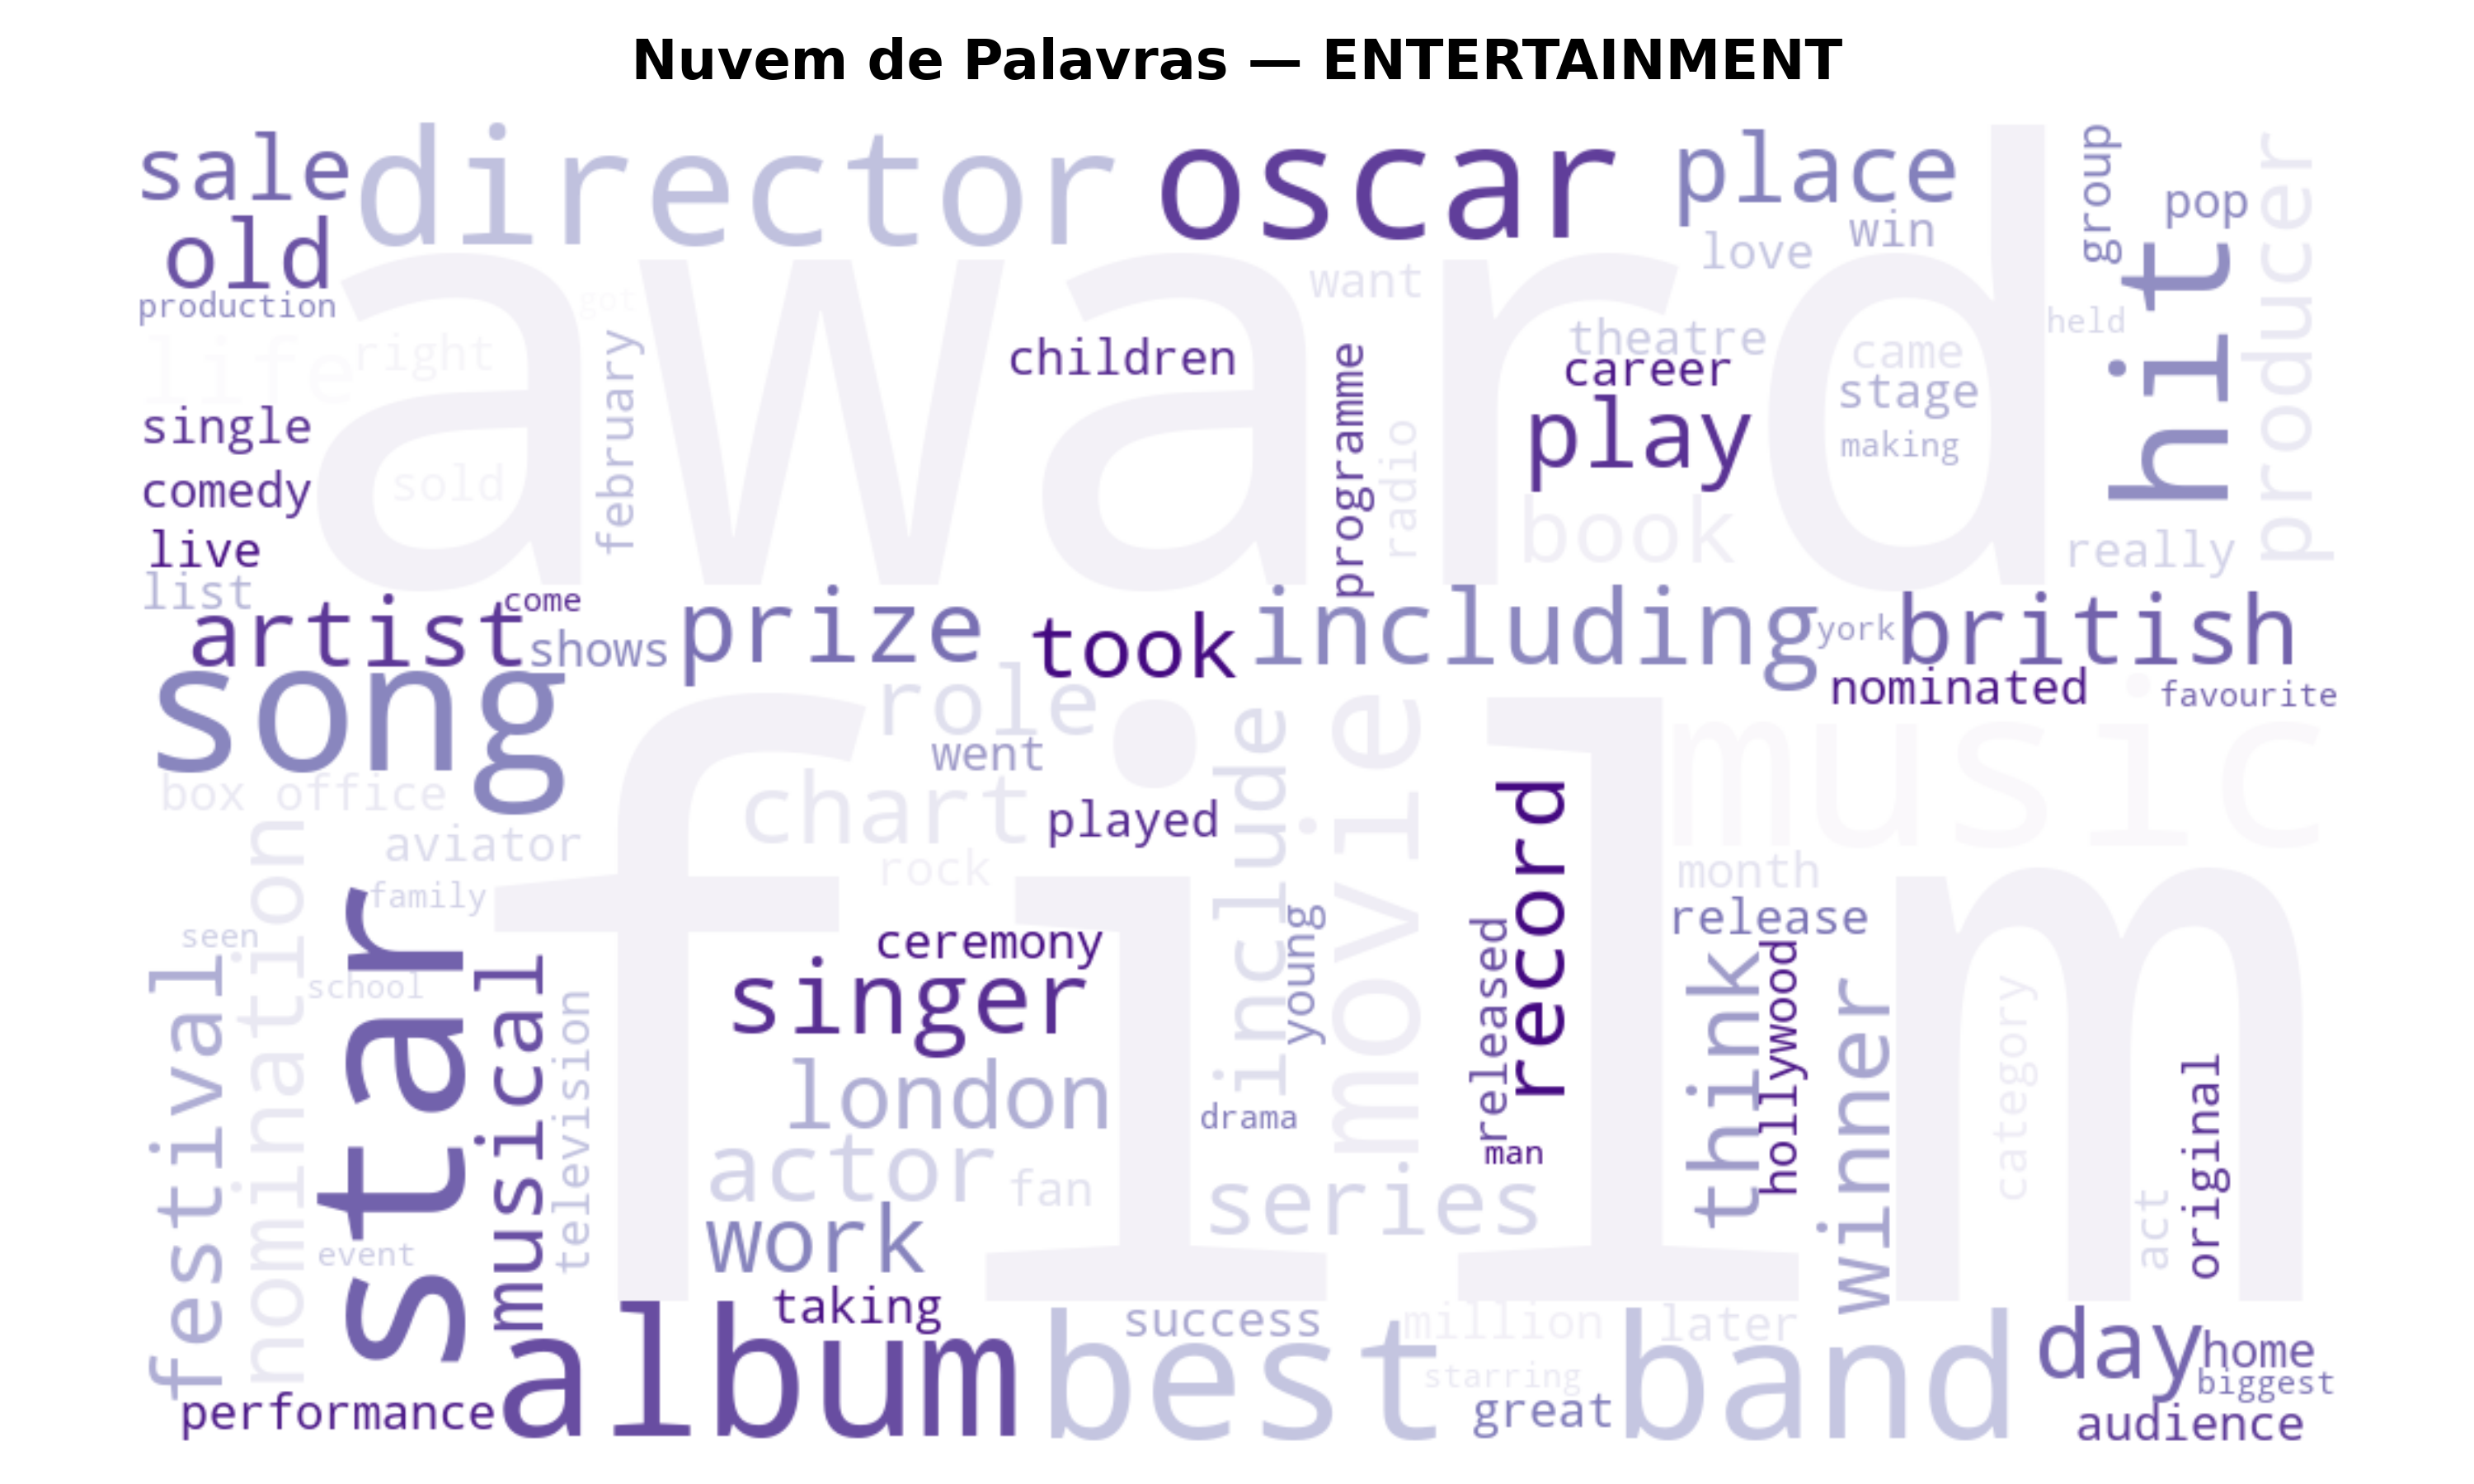 Nuvem de Palavras — ENTERTAINMENT
sale
director
oscar
place
group
pop
producer
old
love
win
hit
production
got
award
want
held
life
right
february
children
programme
theatre
career
came
stage
single
sold
radio
play
making
comedy
book
live
really
list
artist
come
shows
prize
took
including
york
british
song
role
nominated
favourite
went
include
movie
music
box office
chart
played
record
aviator
rock
month
family
film
release
seen
star
ceremony
young
released
think
hollywood
winner
festival
nomination
school
musical
television
singer
category
london
drama
man
original
actor
fan
series
act
work
event
taking
success
million
later
day
home
album
best
starring
band
biggest
performance
great
audience